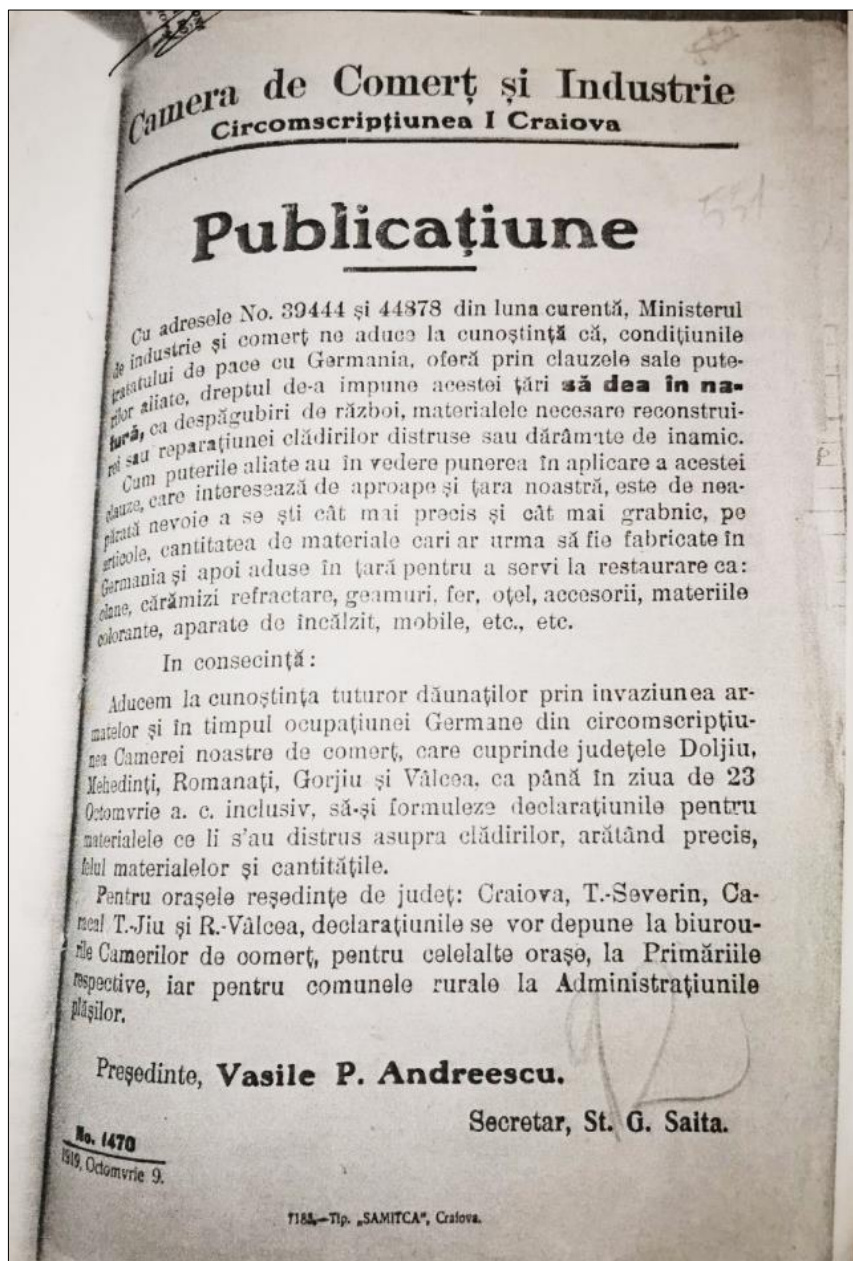 Camera de Comerț și Industrie
Circomscripțiunea I Craiova
551
Publicațiune
Cu adresele No. 39444 și 44878 din luna curentă, Ministerul
de industrie și comerț ne aduce la cunoștință că, condițiunile
tratatului de pace cu Germania, oferă prin clauzele sale pute-
rilor aliate, dreptul de-a impune acestei țări să dea în na-
tură, ca despăgubiri de război, materialele necesare reconstrui-
rei sau reparațiunei clădirilor distruse sau dărâmate de inamic.
Cum puterile aliate au în vedere punerea în aplicare a acestei
clauze, care interesează de aproape și țara noastră, este de nea-
părată nevoie a se ști cât mai precis și cât mai grabnic, pe
articole, cantitatea de materiale cari ar urma să fie fabricate în
Germania și apoi aduse în țară pentru a servi la restaurare ca:
olane, cărămizi refractare, geamuri, fer, oțel, accesorii, materiile
colorante, aparate de încălzit, mobile, etc., etc.
In consecință:
Aducem la cunoștința tuturor dăunaților prin invaziunea ar-
matelor și în timpul ocupațiunei Germane din circomscripțiu-
nea Camerei noastre de comerț, care cuprinde județele Doljiu,
Mehedinți, Romanați, Gorjiu și Vâlcea, ca până în ziua de 23
Octomvrie a. c. inclusiv, să-și formuleze declarațiunile pentru
materialele ce li s'au distrus asupra clădirilor, arătând precis,
felul materialelor și cantitățile.
Pentru orașele reședințe de județ: Craiova, T.-Severin, Ca-
racal T.-Jiu și R.-Vâlcea, declarațiunile se vor depune la birou-
rile Camerilor de comerț, pentru celelalte orașe, la Primăriile
respective, iar pentru comunele rurale la Administrațiunile
plășilor.
Președinte, Vasile P. Andreescu.
Secretar, St. G. Saita.
No. 1470
1919, Octomvrie 9.
Tip. „SAMITCA", Craiova.